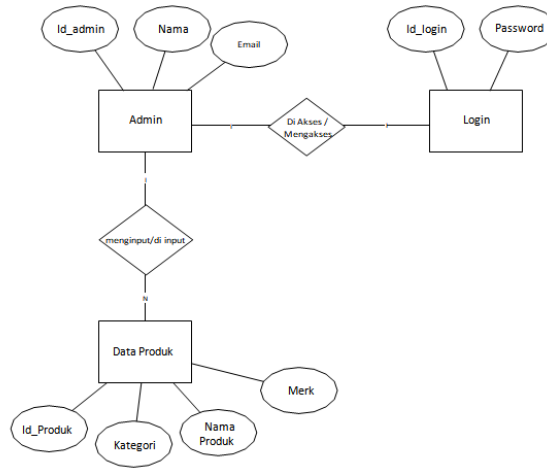 Id_admin
Nama
Email
Id_login
Password
Admin
Di Akses /
Mengakses
Login
menginput/di input
N
Data Produk
Merk
Id_Produk
Kategori
Nama
Produk